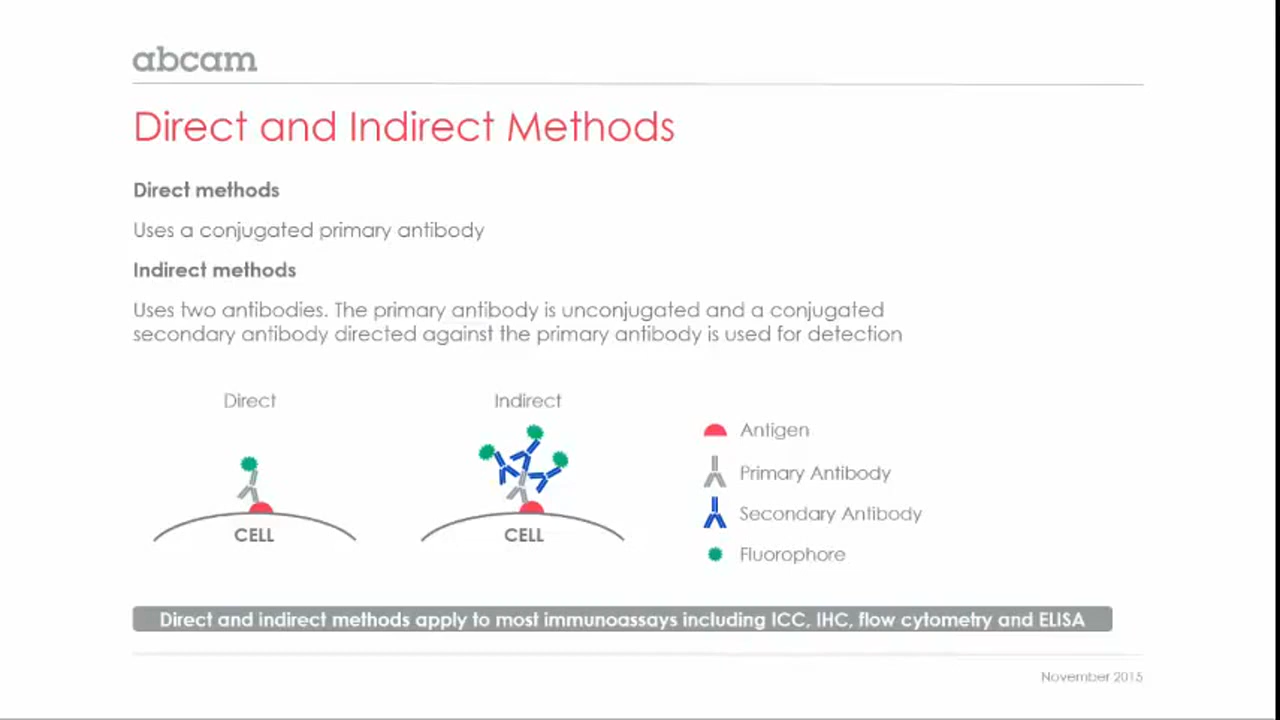 abcam
Direct and Indirect Methods
Direct methods
Uses a conjugated primary antibody
Indirect methods
Uses two antibodies. The primary antibody is unconjugated and a conjugated
secondary antibody directed against the primary antibody is used for detection
Direct
Indirect
CELL
CELL
Antigen
Primary Antibody
Secondary Antibody
Fluorophore
Direct and indirect methods apply to most immunoassays including ICC, IHC, flow cytometry and ELISA
November 2015